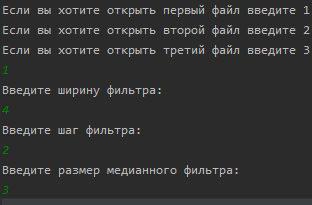 Если вы хотите открыть первый файл введите 1
Если вы хотите открыть второй файл введите 2
Если вы хотите открыть третий файл введите 3
1
Введите ширину фильтра:
4
Введите шаг фильтра:
2
Введите размер медианного фильтра:
3